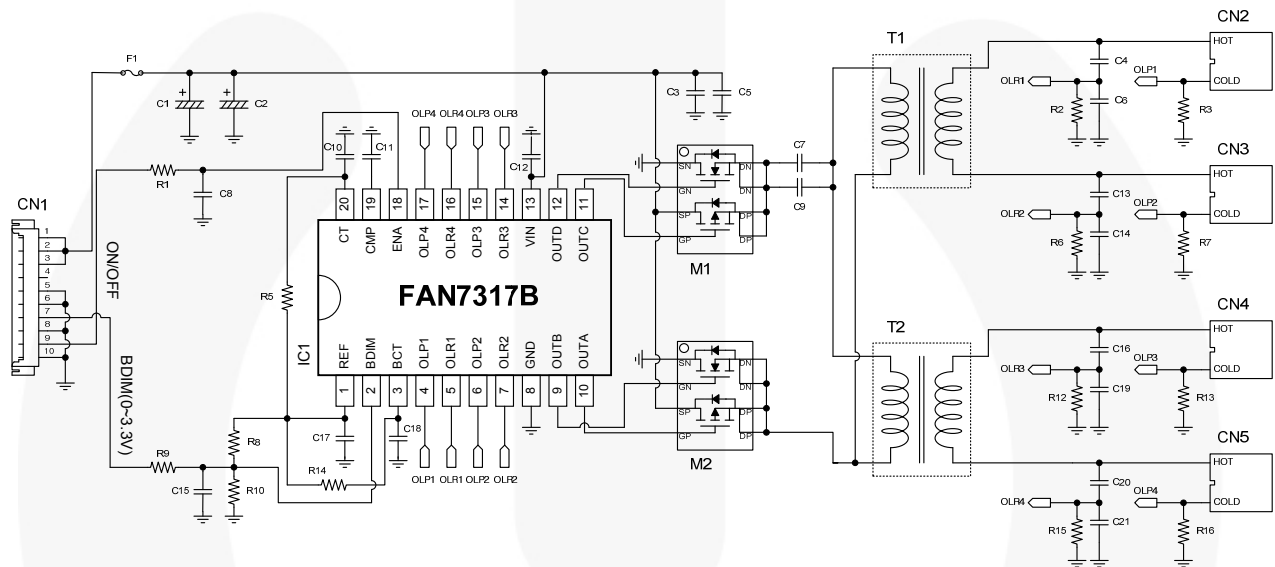 CN2
T1
HOT
F1
C4
OLR1
OLP1
COLD
C1
C2
C3
C5
R2
C6
R3
OLP4
OLR4
OLP3
OLR3
C10
C11
C12
C7
C9
CN3
HOT
R1
C8
SN
DN
GN
DN
SP
DP
GP
DP
M1
C13
OLR2
OLP2
COLD
R6
C14
R7
CN1
1
2
3
4
5
6
7
8
9
10
ON/OFF
BDIM(0~3.3V)
20
19
18
17
16
15
14
13
12
11
CT
CMP
ENA
OLP4
OLR4
OLP3
OLR3
VIN
OUTD
OUTC
R5
FAN7317B
IC1
REF
BDIM
BCT
OLP1
OLR1
OLP2
OLR2
GND
OUTB
OUTA
1
2
3
4
5
6
7
8
9
10
CN4
T2
HOT
SN
DN
GN
DN
SP
DP
GP
DP
M2
C16
OLR3
OLP3
COLD
R12
C19
R13
R8
C17
C18
R9
R14
C15
R10
OLP1
OLR1
OLP2
OLR2
CN5
HOT
C20
OLR4
OLP4
COLD
R15
C21
R16